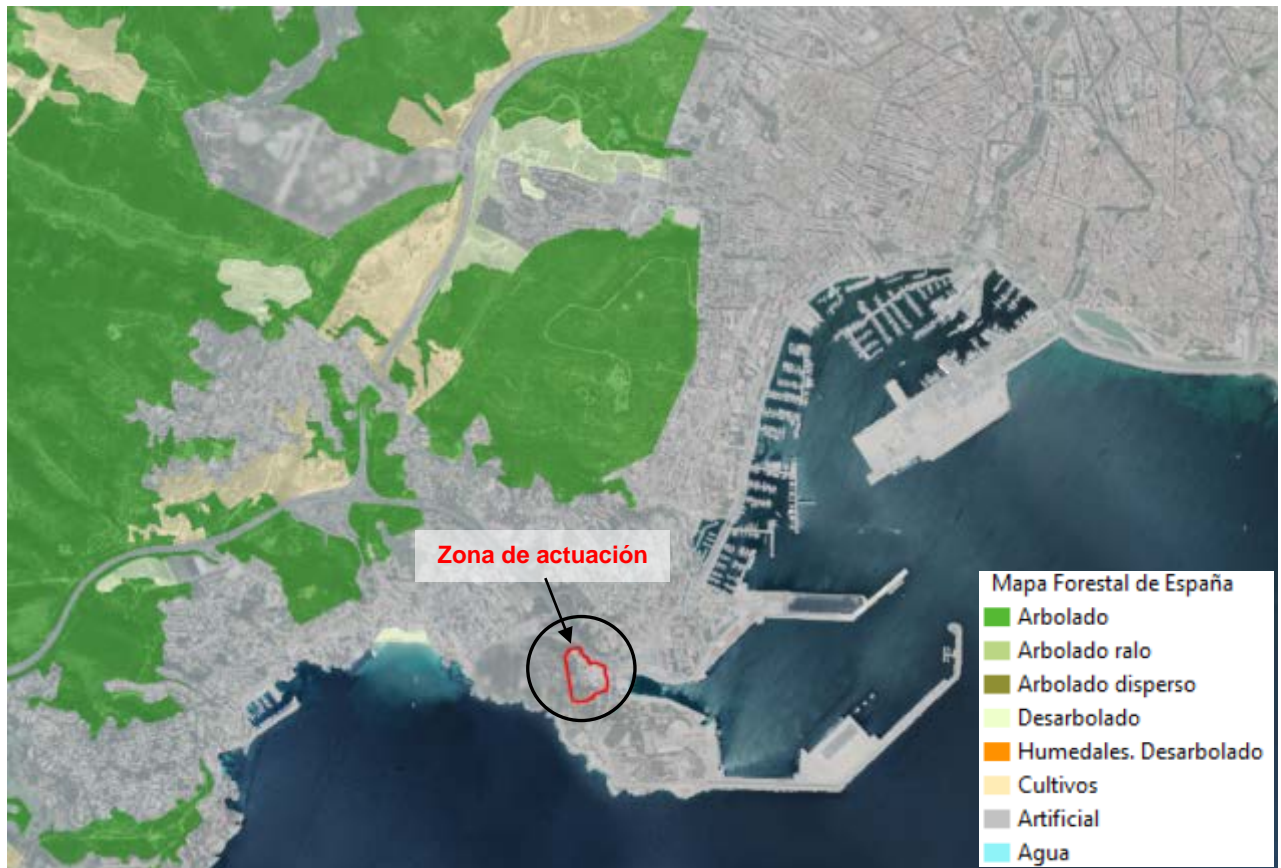 Zona de actuación
Mapa Forestal de España
Arbolado
Arbolado ralo
Arbolado disperso
Desarbolado
Humedales. Desarbolado
Cultivos
Artificial
Agua